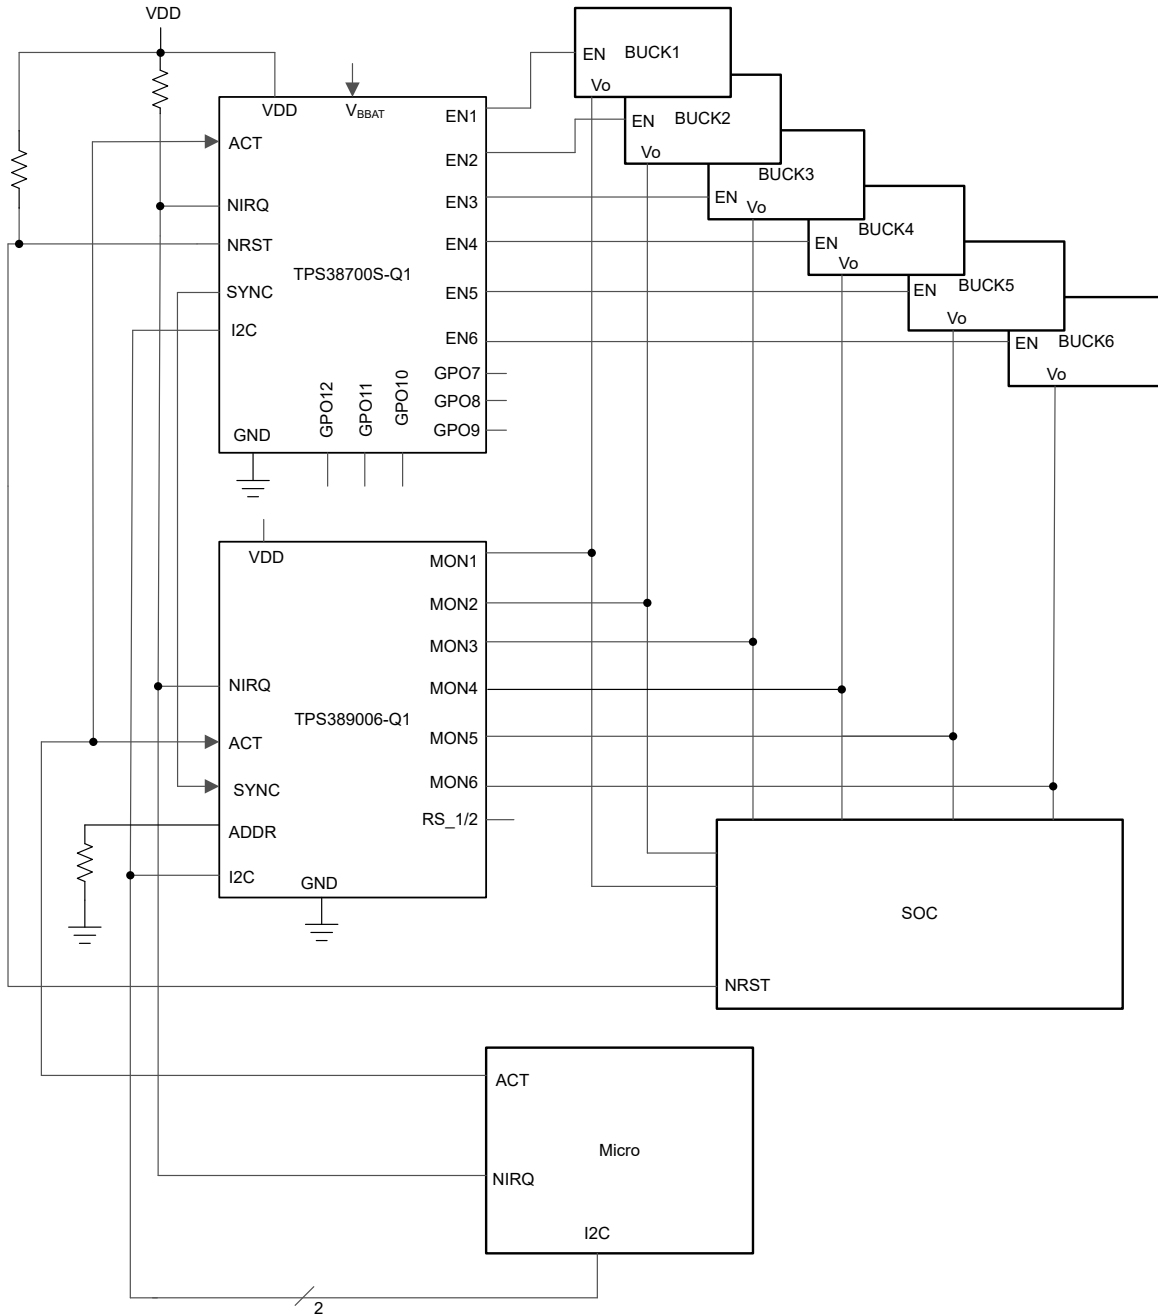 VDD
VDD
VBBAT
ACT
NIRQ
NRST
SYNC
I2C
GND
TPS38700S-Q1
EN1
EN2
EN3
EN4
EN5
EN6
GPO7
GPO8
GPO9
GPO12
GPO11
GPO10
EN
BUCK1
Vo
EN
BUCK2
Vo
EN
BUCK3
Vo
EN
BUCK4
Vo
EN
BUCK5
Vo
EN
BUCK6
Vo
VDD
NIRQ
ACT
SYNC
ADDR
I2C
GND
TPS389006-Q1
MON1
MON2
MON3
MON4
MON5
MON6
RS_1/2
SOC
NRST
ACT
Micro
NIRQ
I2C
2